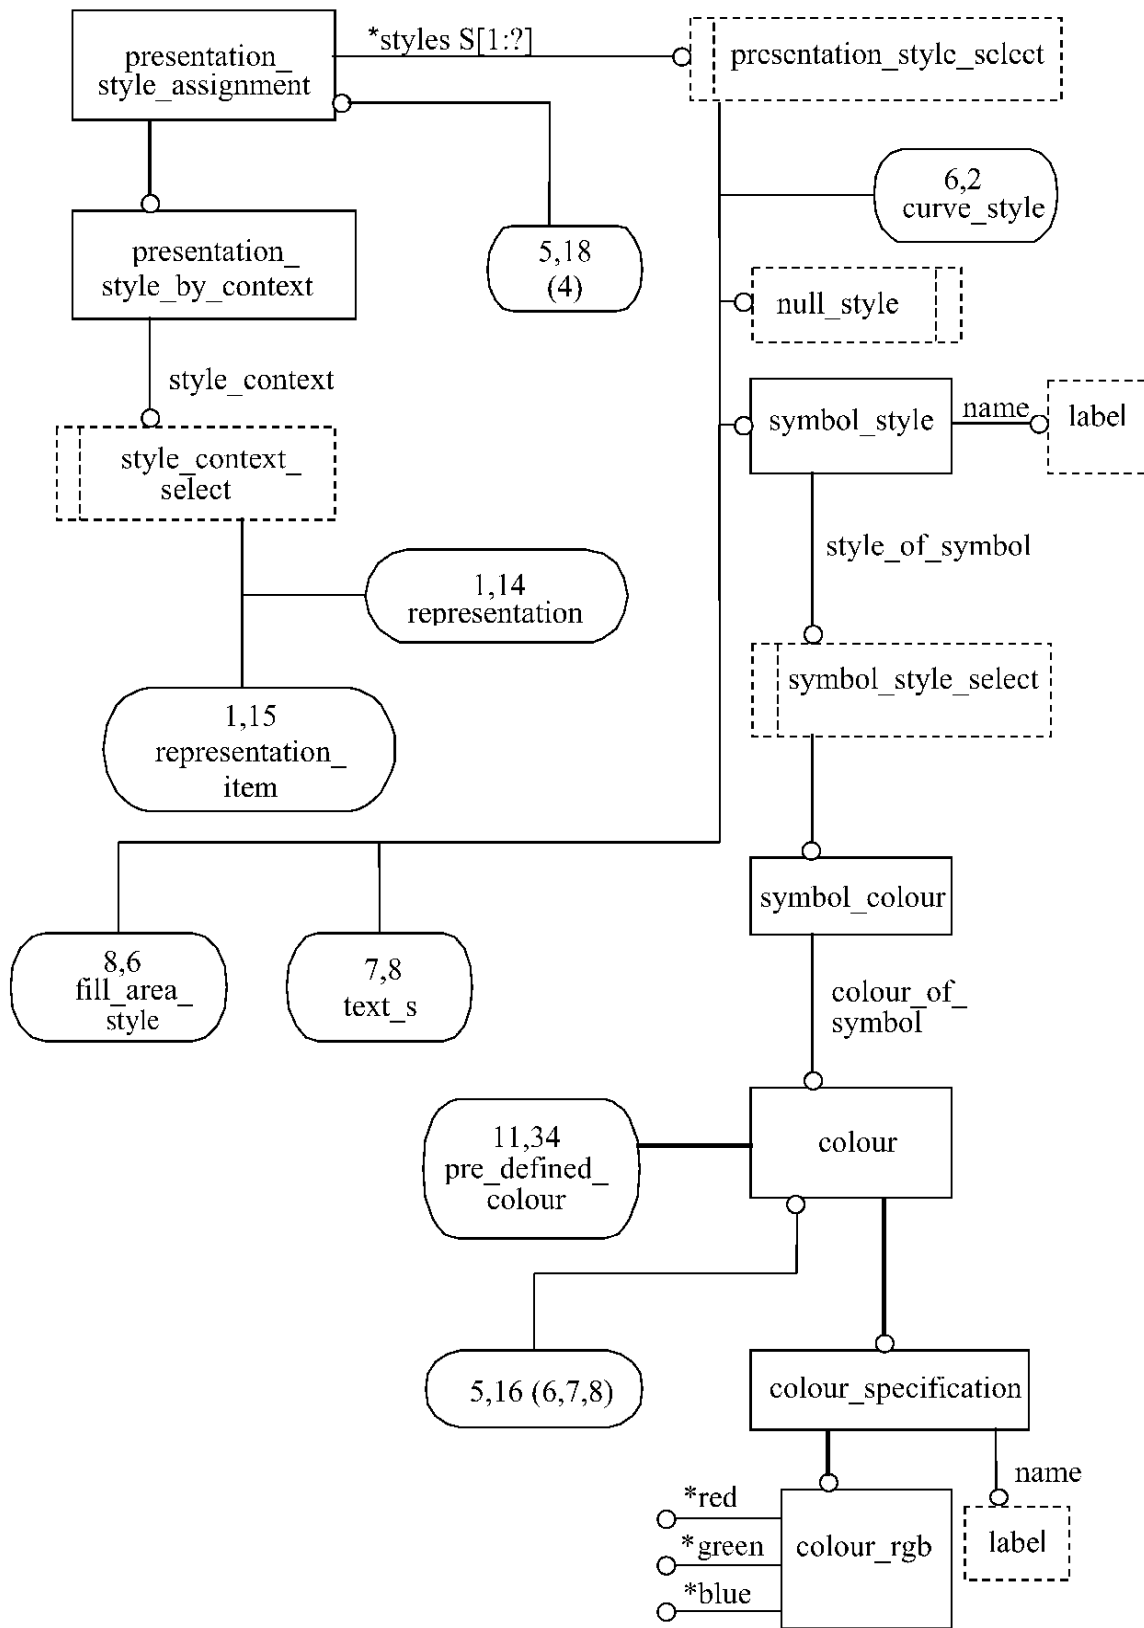 presentation_
style_assignment
*styles S[1:?]
presentation_style_select
6,2
curve_style
presentation_
style_by_context
5,18
(4)
null_style
style_context
symbol_style
name
label
style_context_
select
style_of_symbol
1,14
representation
symbol_style_select
1,15
representation_
item
symbol_colour
8,6
fill_area_
style
7,8
text_s
colour_of_
symbol
11,34
pre_defined_
colour
colour
5,16 (6,7,8)
colour_specification
name
*red
*green
*blue
colour_rgb
label